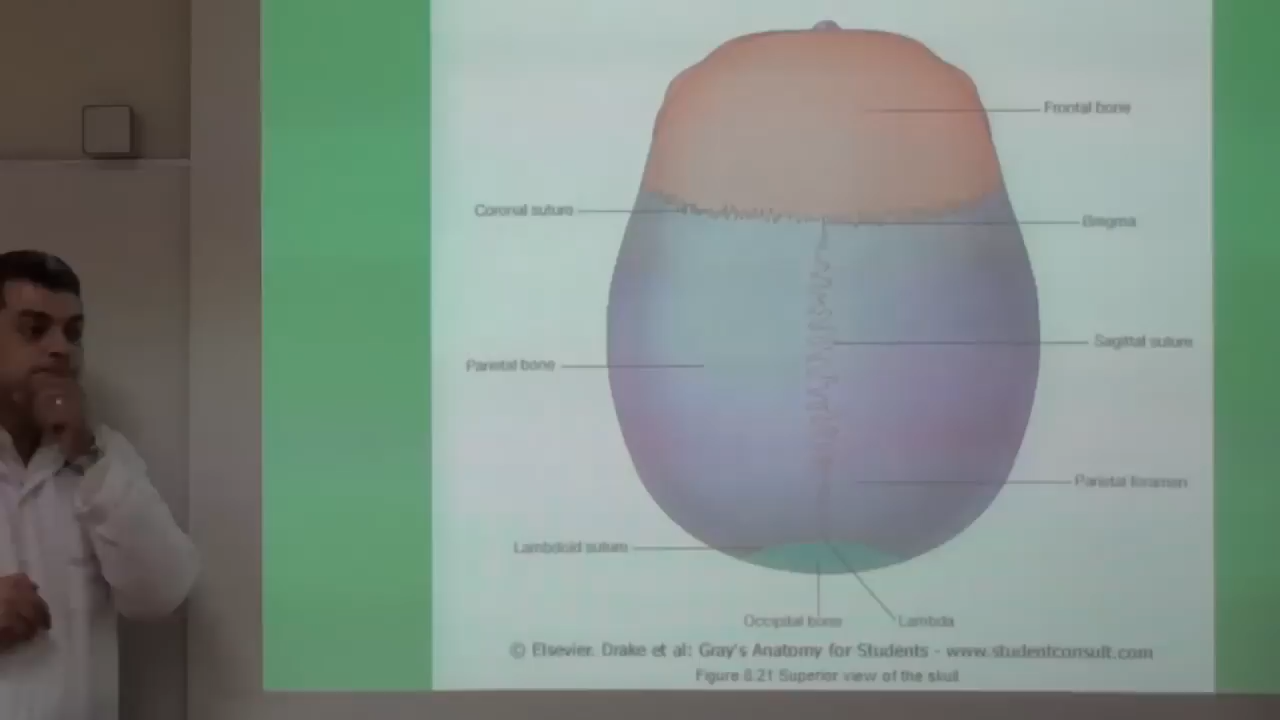 Frontal bone
Coronal suture
Bregma
Sagittal suture
Parietal bone
Parietal foramen
Lambdoid suture
Occipital bone
Lambda
© Elsevier. Drake et al: Gray's Anatomy for Students - www.studentconsult.com
Figure 8.21 Superior view of the skull